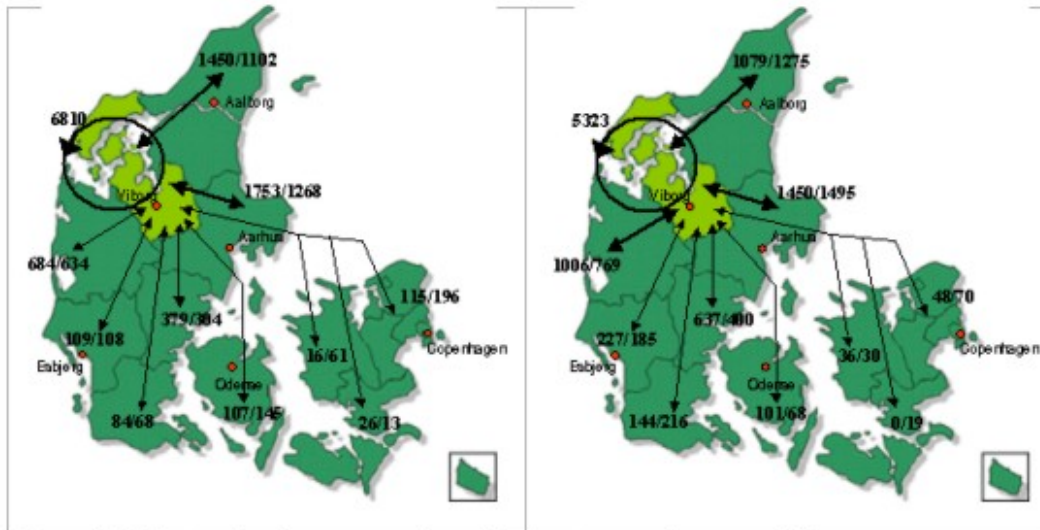 1450/1102
Aalborg
6810
Viborg
1753/1268
Aarhus
684/634
115/196
109/108
16/61
Copenhagen
Esbjerg
Odense
84/68
107/145
26/13
1079/1275
Aalborg
5323
Viborg
1450/1495
Aarhus
1006/769
48/70
637/400
227/185
36/30
Copenhagen
Esbjerg
Odense
144/216
101/68
0/19